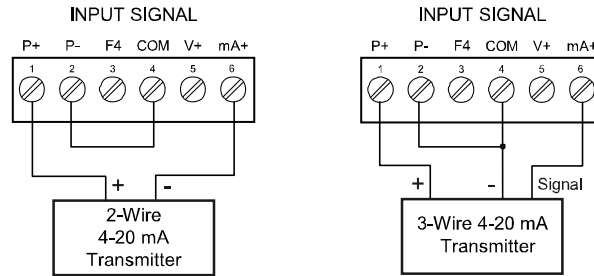 INPUT SIGNAL
P+ P- F4 COM V+ mA+
1 2 3 4 5 6
+ -
2-Wire
4-20 mA
Transmitter
INPUT SIGNAL
P+ P- F4 COM V+ mA+
1 2 3 4 5 6
+ - Signal
3-Wire 4-20 mA
Transmitter